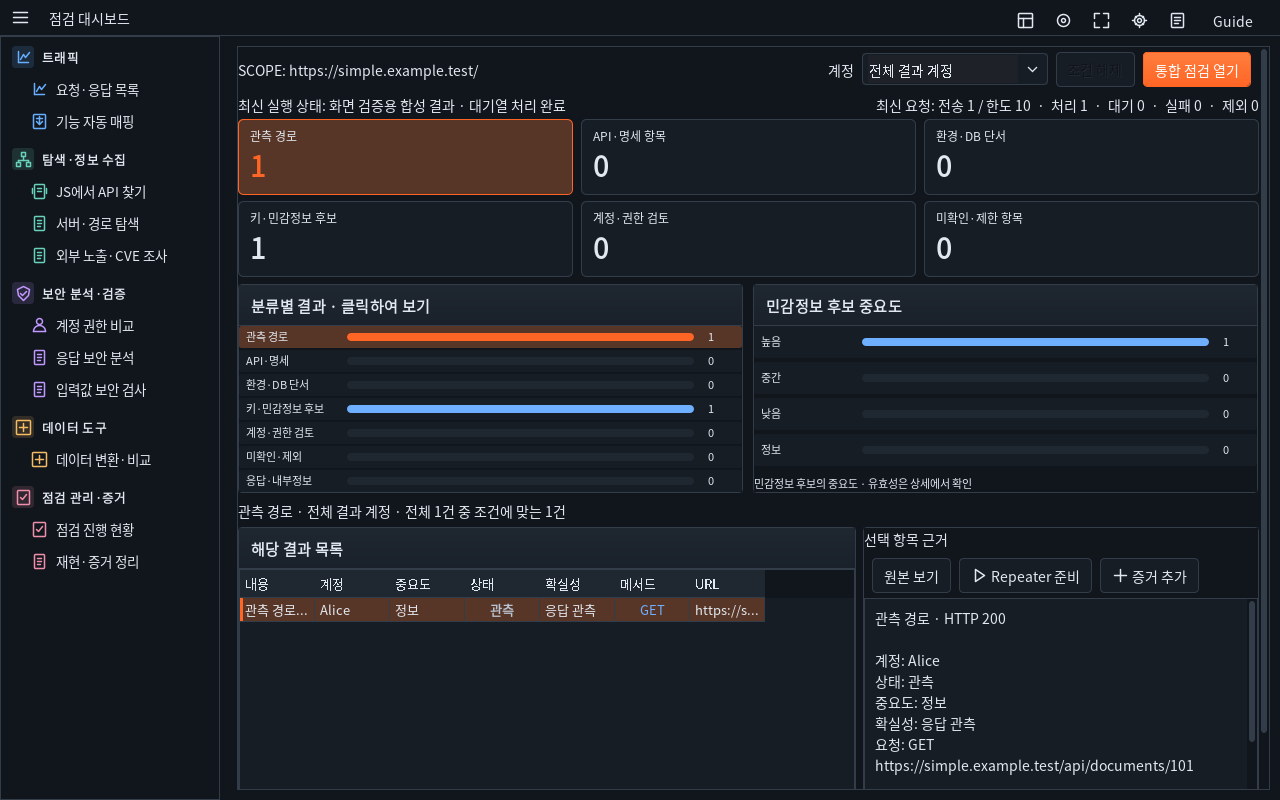 점검 대시보드
Guide
트래픽
요청·응답 목록
기능 자동 매핑
탐색·정보 수집
JS에서 API 찾기
서버·경로 탐색
외부 노출·CVE 조사
보안 분석·검증
계정 권한 비교
응답 보안 분석
입력값 보안 검사
데이터 도구
데이터 변환·비교
점검 관리·증거
점검 진행 현황
재현·증거 정리
SCOPE: https://simple.example.test/
계정
전체 결과 계정
통합 점검 열기
최신 실행 상태: 화면 검증용 합성 결과 · 대기열 처리 완료
최신 요청: 전송 1 / 한도 10 · 처리 1 · 대기 0 · 실패 0 · 제외 0
관측 경로
1
API·명세 항목
0
환경·DB 단서
0
키·민감정보 후보
1
계정·권한 검토
0
미확인·제한 항목
0
분류별 결과 · 클릭하여 보기
관측 경로 1
API·명세 0
환경·DB 단서 0
키·민감정보 후보 1
계정·권한 검토 0
미확인·제외 0
응답·내부정보 0
민감정보 후보 중요도
높음 1
중간 0
낮음 0
정보 0
민감정보 후보의 중요도 · 유효성은 상세에서 확인
관측 경로 · 전체 결과 계정 · 전체 1건 중 조건에 맞는 1건
해당 결과 목록
내용 계정 중요도 상태 확실성 메서드 URL
관측 경로... Alice 정보 관측 응답 관측 GET https://s...
선택 항목 근거
원본 보기
Repeater 준비
증거 추가
관측 경로 · HTTP 200
계정: Alice
상태: 관측
중요도: 정보
확실성: 응답 관측
요청: GET
https://simple.example.test/api/documents/101